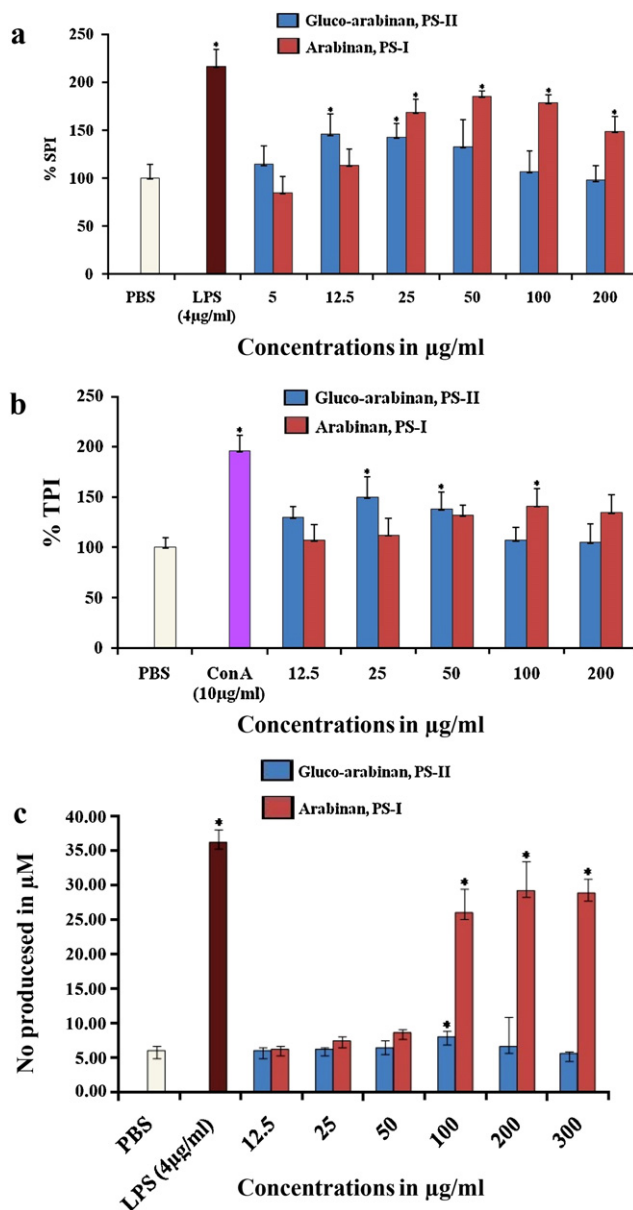 a
Gluco-arabinan, PS-II
Arabinan, PS-I
250
200
150
100
50
0
% SPI
* * * * * * *
PBS LPS 5 12.5 25 50 100 200
(4µg/ml)
Concentrations in µg/ml
b
Gluco-arabinan, PS-II
Arabinan, PS-I
250
200
150
100
50
0
% TPI
* * * *
PBS Con A 12.5 25 50 100 200
(10µg/ml)
Concentrations in µg/ml
Gluco-arabinan, PS-II
Arabinan, PS-I
c
40.00
35.00
30.00
25.00
20.00
15.00
10.00
5.00
0.00
No producesed in µM
* * * * *
PBS LPS (4µg/ml) 12.5 25 50 100 200 300
Concentrations in µg/ml